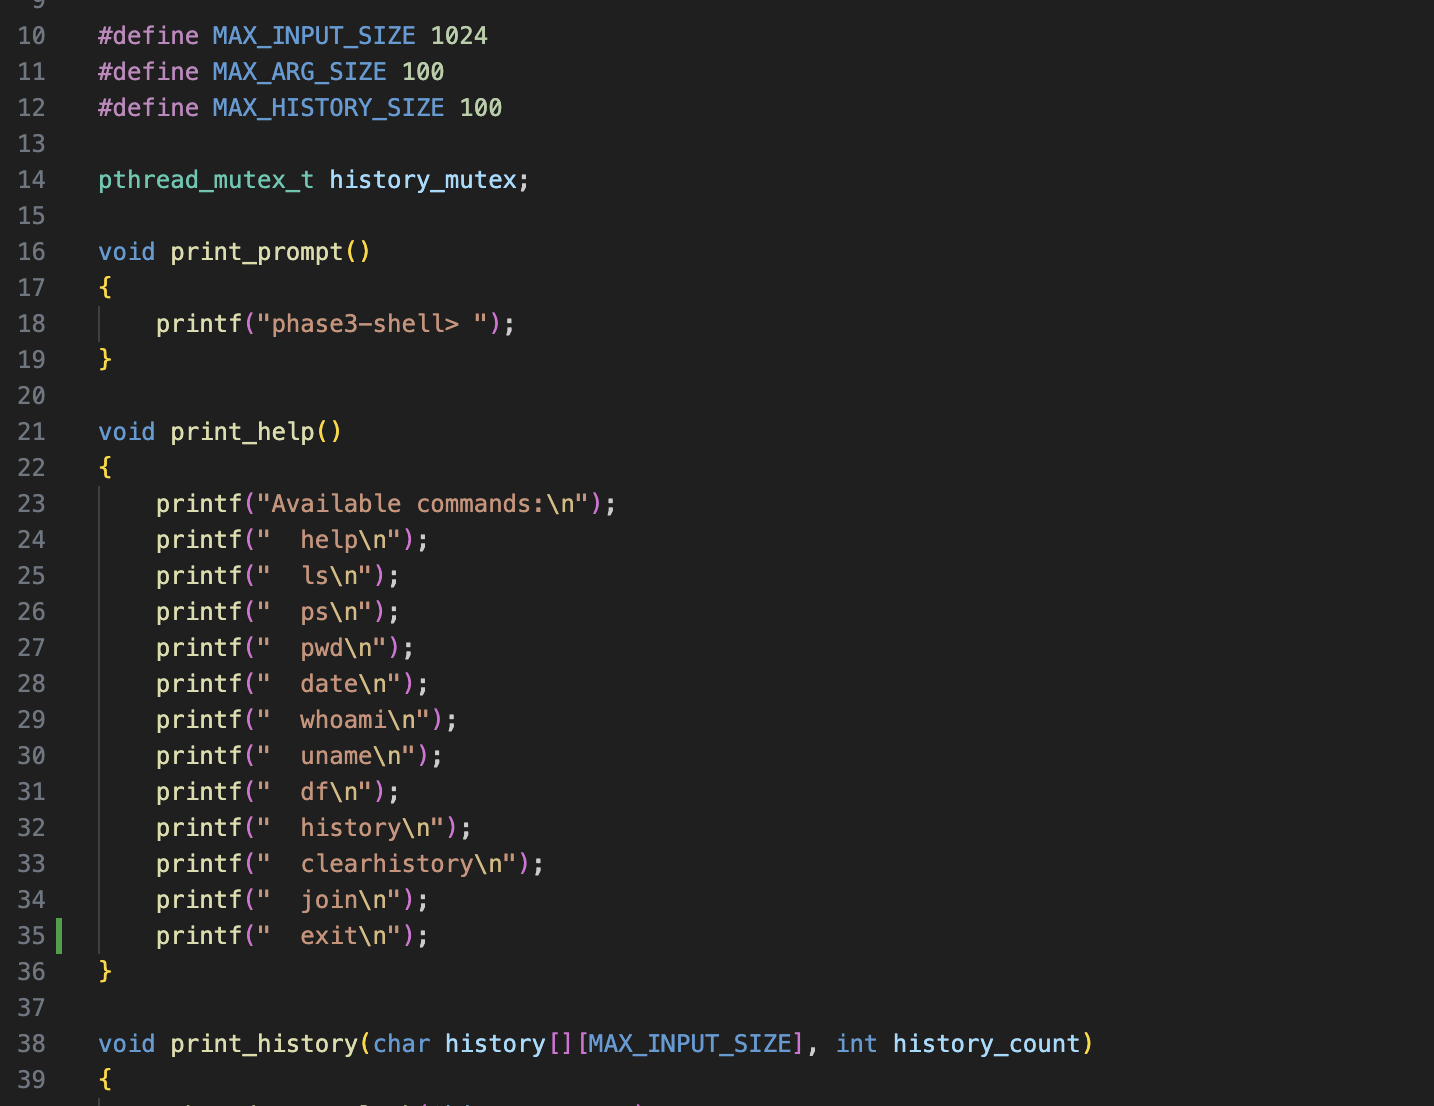 9
10 #define MAX_INPUT_SIZE 1024
11 #define MAX_ARG_SIZE 100
12 #define MAX_HISTORY_SIZE 100
13
14 pthread_mutex_t history_mutex;
15
16 void print_prompt()
17 {
18     printf("phase3-shell> ");
19 }
20
21 void print_help()
22 {
23     printf("Available commands:\n");
24     printf("  help\n");
25     printf("  ls\n");
26     printf("  ps\n");
27     printf("  pwd\n");
28     printf("  date\n");
29     printf("  whoami\n");
30     printf("  uname\n");
31     printf("  df\n");
32     printf("  history\n");
33     printf("  clearhistory\n");
34     printf("  join\n");
35     printf("  exit\n");
36 }
37
38 void print_history(char history[][MAX_INPUT_SIZE], int history_count)
39 {